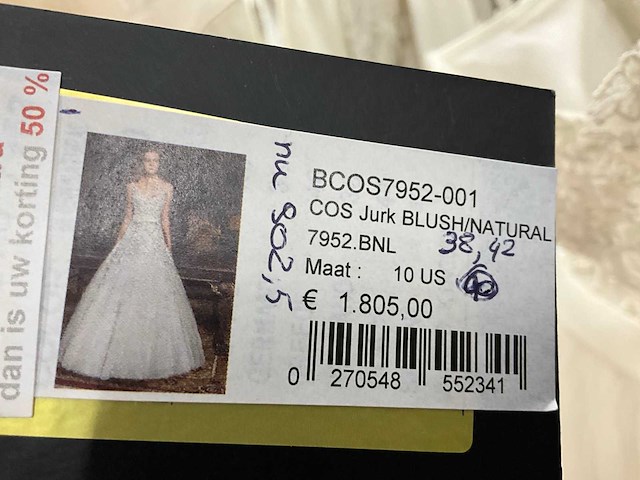 dan is uw korting 50 %
nu 902,5
BCOS7952-001
COS Jurk BLUSH/NATURAL
7952.BNL
38, 42
Maat : 10 US
€ 1.805,00
0 270548 552341